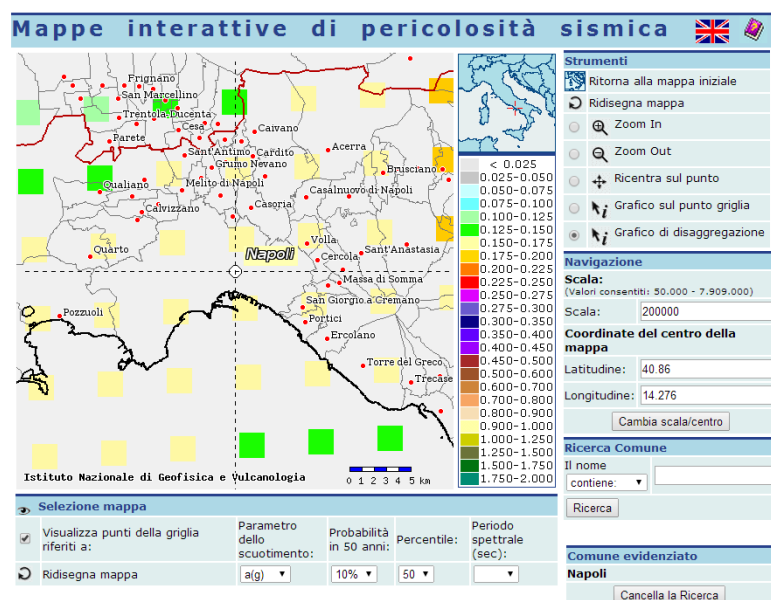 Mappe interattive di pericolosità sismica
Frignano
San Marcellino
Trentola Ducenta
Cesa
Caivano
Parete
Sant'Antimo
Cardito
Acerra
Grumo Nevano
Brusciano
Qualiano
Melito di Napoli
Casalnuovo di Napoli
Calvizzano
Casoria
Volla
Quarto
Napoli
Cercola
Sant'Anastasia
Massa di Somma
San Giorgio a Cremano
Pozzuoli
Portici
Ercolano
Torre del Greco
Trecase
Istituto Nazionale di Geofisica e Vulcanologia
0 1 2 3 4 5 km
< 0.025
0.025-0.050
0.050-0.075
0.075-0.100
0.100-0.125
0.125-0.150
0.150-0.175
0.175-0.200
0.200-0.225
0.225-0.250
0.250-0.275
0.275-0.300
0.300-0.350
0.350-0.400
0.400-0.450
0.450-0.500
0.500-0.600
0.600-0.700
0.700-0.800
0.800-0.900
0.900-1.000
1.000-1.250
1.250-1.500
1.500-1.750
1.750-2.000
Strumenti
Ritorna alla mappa iniziale
Ridisegna mappa
Zoom In
Zoom Out
Ricentra sul punto
Grafico sul punto griglia
Grafico di disaggregazione
Navigazione
Scala:
(Valori consentiti: 50.000 - 7.909.000)
Scala: 200000
Coordinate del centro della
mappa
Latitudine: 40.86
Longitudine: 14.276
Cambia scala/centro
Ricerca Comune
Il nome
contiene:
Ricerca
Comune evidenziato
Napoli
Cancella la Ricerca
Selezione mappa
Visualizza punti della griglia
riferiti a:
Parametro
dello
scuotimento:
Probabilità
in 50 anni:
Percentile:
Periodo
spettrale
(sec):
Ridisegna mappa
a(g)
10%
50